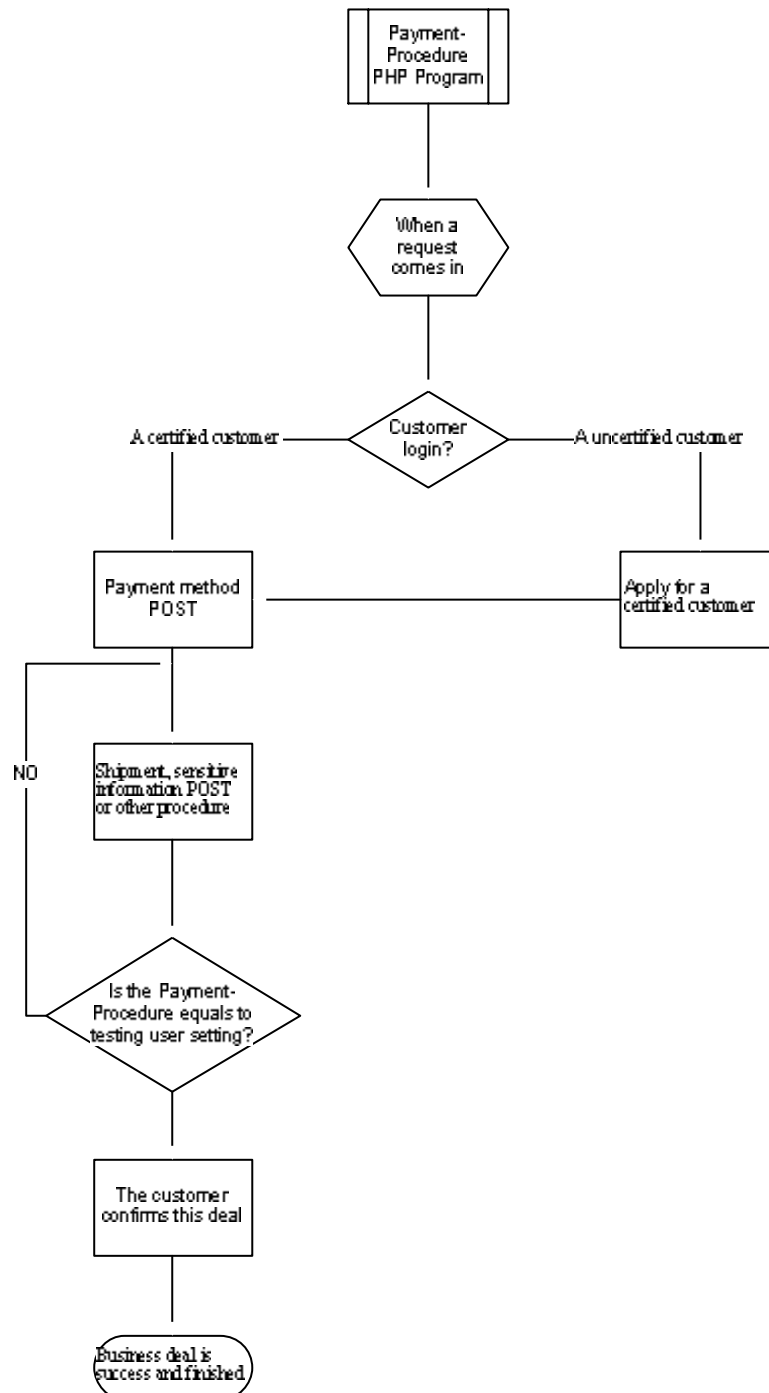 Payment-
Procedure
PHP Program
When a
request
comes in
Customer
login?
A certified customer
A uncertified customer
Payment method
POST
Apply for a
certified customer
NO
Shipment, sensitive
information POST
or other procedure
Is the Payment-
Procedure equals to
testing user setting?
The customer
confirms this deal
Business deal is
success and finished